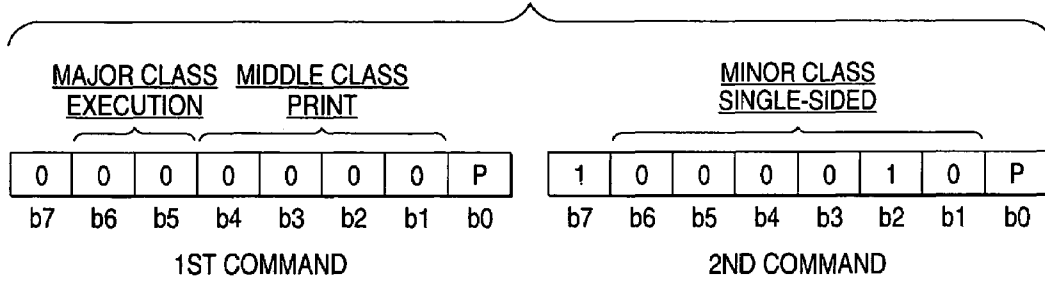 MAJOR CLASS MIDDLE CLASS MINOR CLASS
EXECUTION PRINT SINGLE-SIDED
0 0 0 0 0 0 0 P 1 0 0 0 0 1 0 P
b7 b6 b5 b4 b3 b2 b1 b0 b7 b6 b5 b4 b3 b2 b1 b0
1ST COMMAND 2ND COMMAND